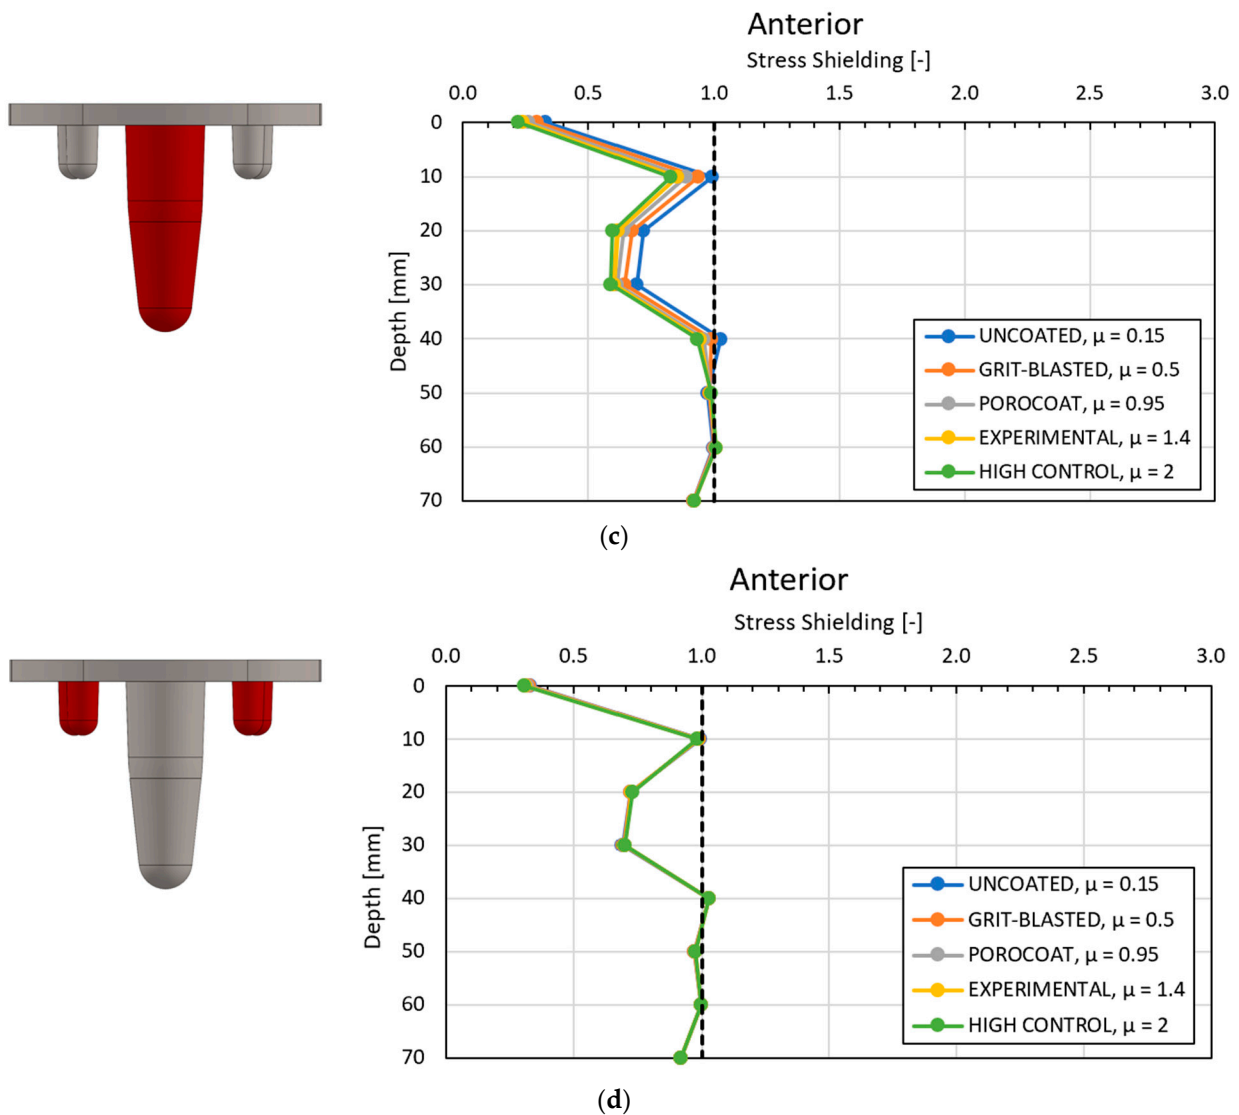 Anterior
Stress Shielding [-]
0.0 0.5 1.0 1.5 2.0 2.5 3.0
0
10
20
30
40
50
60
70
Depth [mm]
UNCOATED, μ = 0.15
GRIT-BLASTED, μ = 0.5
POROCOAT, μ = 0.95
EXPERIMENTAL, μ = 1.4
HIGH CONTROL, μ = 2
(c)
Anterior
Stress Shielding [-]
0.0 0.5 1.0 1.5 2.0 2.5 3.0
0
10
20
30
40
50
60
70
Depth [mm]
UNCOATED, μ = 0.15
GRIT-BLASTED, μ = 0.5
POROCOAT, μ = 0.95
EXPERIMENTAL, μ = 1.4
HIGH CONTROL, μ = 2
(d)